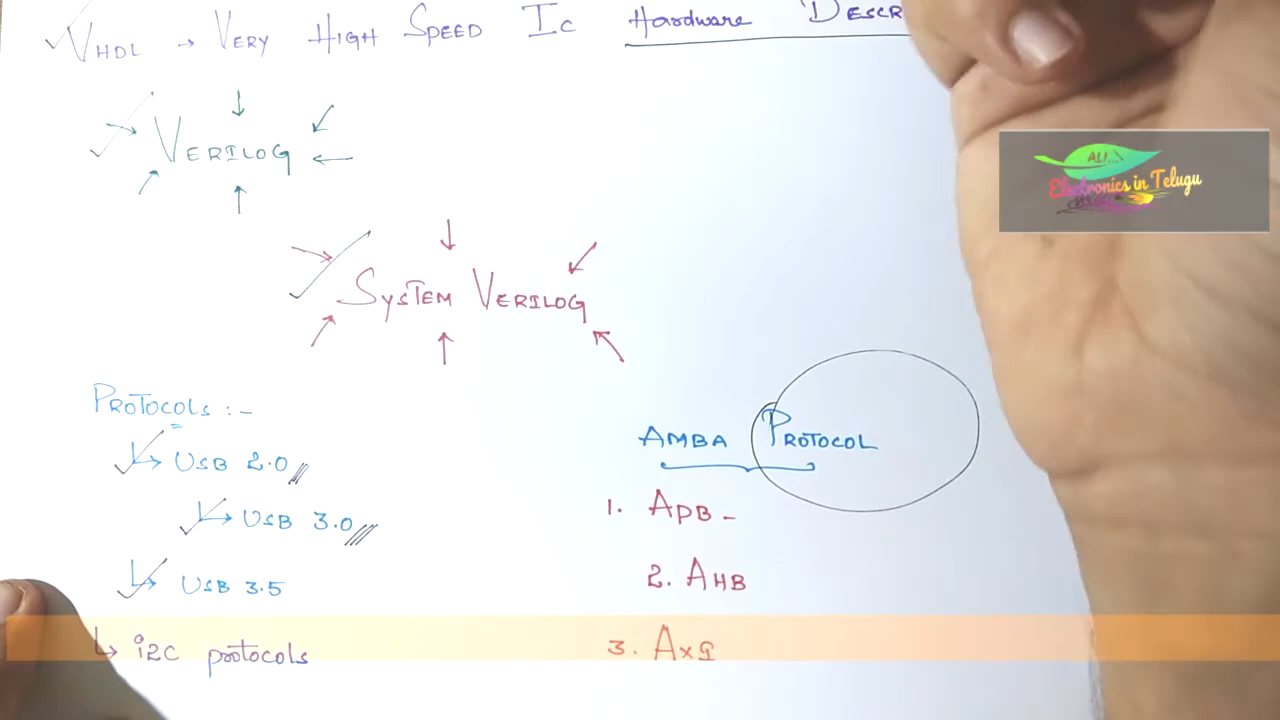 VHDL → VERY HIGH SPEED IC Hardware DESCR
VERILOG
SYSTEM VERILOG
PROTOCOLS :-
USB 2.0
USB 3.0
USB 3.5
i2C protocols
AMBA PROTOCOL
1. APB -
2. AHB
3. AXI
ALI...
Electronics in Telugu